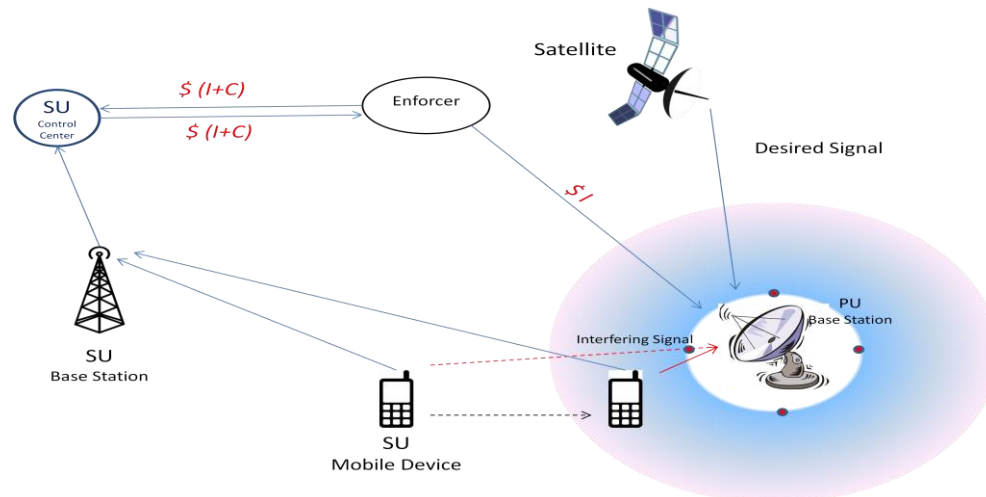 Satellite
$ (I+C)
Enforcer
SU
Control
Center
$ (I+C)
Desired Signal
$ I
PU
Base Station
Interfering Signal
SU
Base Station
SU
Mobile Device